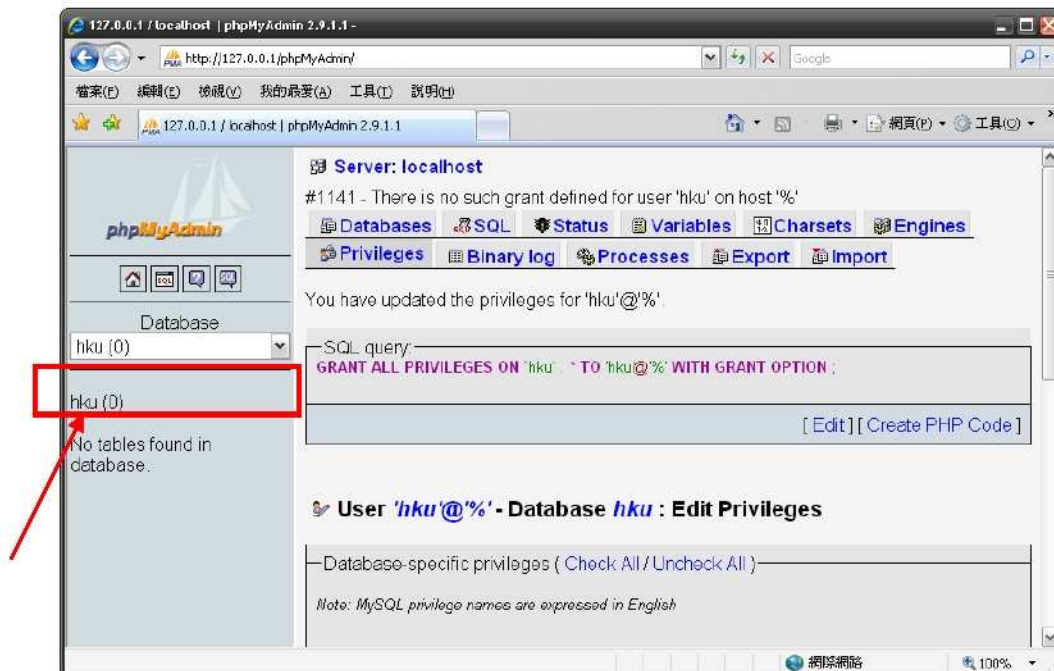 127.0.0.1 / localhost | phpMyAdmin 2.9.1.1 -
http://127.0.0.1/phpMyAdmin/
Google
檔案(F) 編輯(E) 檢視(V) 我的最愛(A) 工具(T) 說明(H)
127.0.0.1 / localhost | phpMyAdmin 2.9.1.1
網頁(P) 工具(O)
phpMyAdmin
SQL
Database
hku (0)
hku (0)
No tables found in
database.
Server: localhost
#1141 - There is no such grant defined for user 'hku' on host '%'
Databases SQL Status Variables Charsets Engines
Privileges Binary log Processes Export Import
You have updated the privileges for 'hku'@'%'.
SQL query:
GRANT ALL PRIVILEGES ON `hku` . * TO 'hku@'%' WITH GRANT OPTION ;
[ Edit ] [ Create PHP Code ]
User 'hku'@'%' - Database hku : Edit Privileges
Database-specific privileges ( Check All / Uncheck All )
Note: MySQL privilege names are expressed in English
網際網路 100%